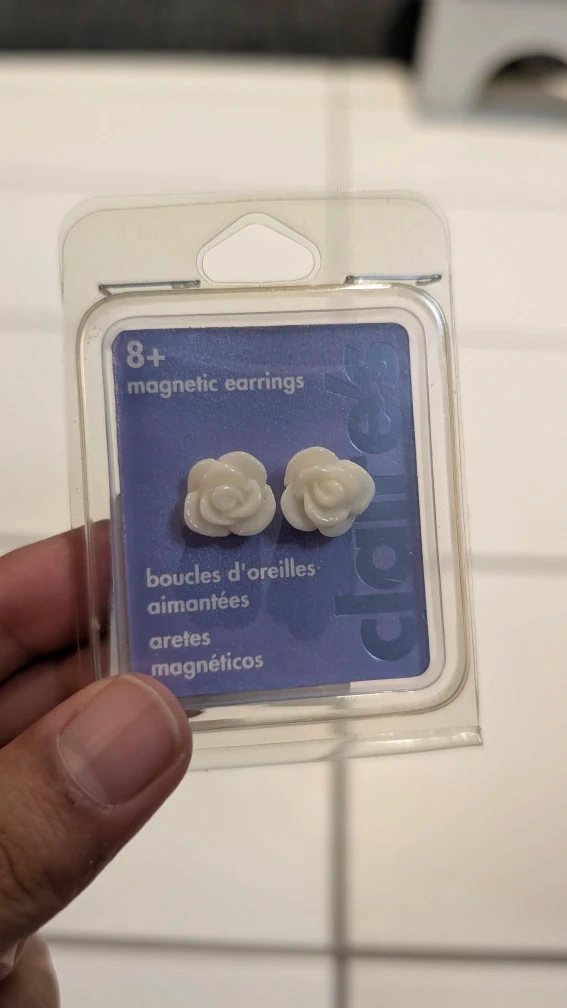 8+
magnetic earrings
boucles d'oreilles
aimantées
aretes
magnéticos
claire's